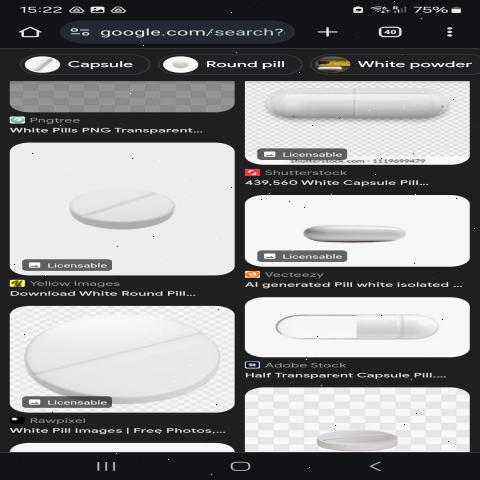 15:22
75%
google.com/search?
40
Capsule
Round pill
White powder
Pngtree
White Pills PNG Transparent...
Licensable
Yellow Images
Download White Round Pill...
Licensable
Rawpixel
White Pill Images | Free Photos,...
Licensable
shutterstock.com · 1119699479
Shutterstock
439,560 White Capsule Pill...
Licensable
Vecteezy
AI generated Pill white isolated ...
Adobe Stock
Half Transparent Capsule Pill....